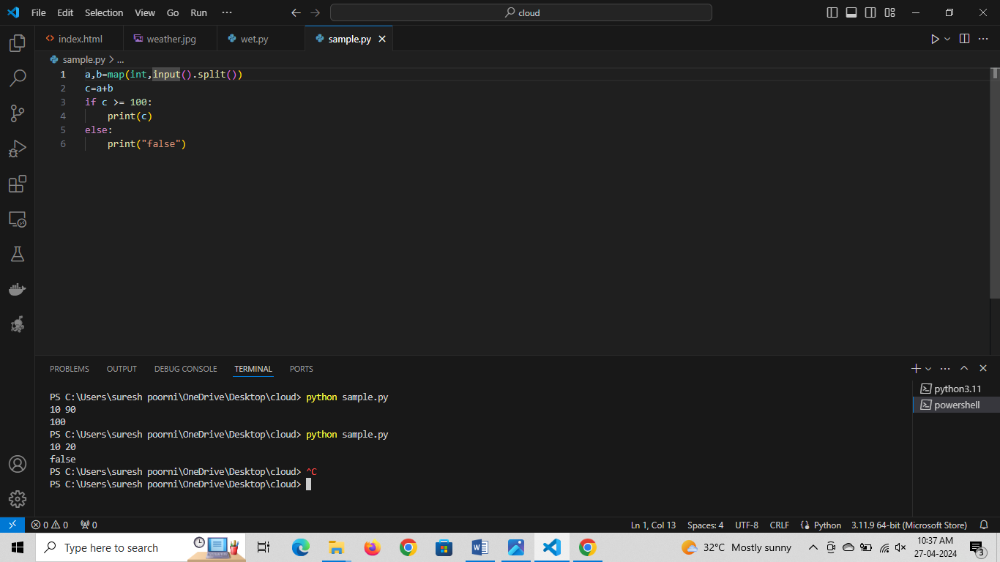 File Edit Selection View Go Run ··· cloud
index.html weather.jpg wet.py sample.py
sample.py > ...
1 a,b=map(int,input().split())
2 c=a+b
3 if c >= 100:
4     print(c)
5 else:
6     print("false")
PROBLEMS OUTPUT DEBUG CONSOLE TERMINAL PORTS
PS C:\Users\suresh poorni\OneDrive\Desktop\cloud> python sample.py
10 90
100
PS C:\Users\suresh poorni\OneDrive\Desktop\cloud> python sample.py
10 20
false
PS C:\Users\suresh poorni\OneDrive\Desktop\cloud> ^C
PS C:\Users\suresh poorni\OneDrive\Desktop\cloud>
python3.11
powershell
0 0 0 Ln 1, Col 13 Spaces: 4 UTF-8 CRLF Python 3.11.9 64-bit (Microsoft Store)
Type here to search 32°C Mostly sunny 10:37 AM
27-04-2024 3